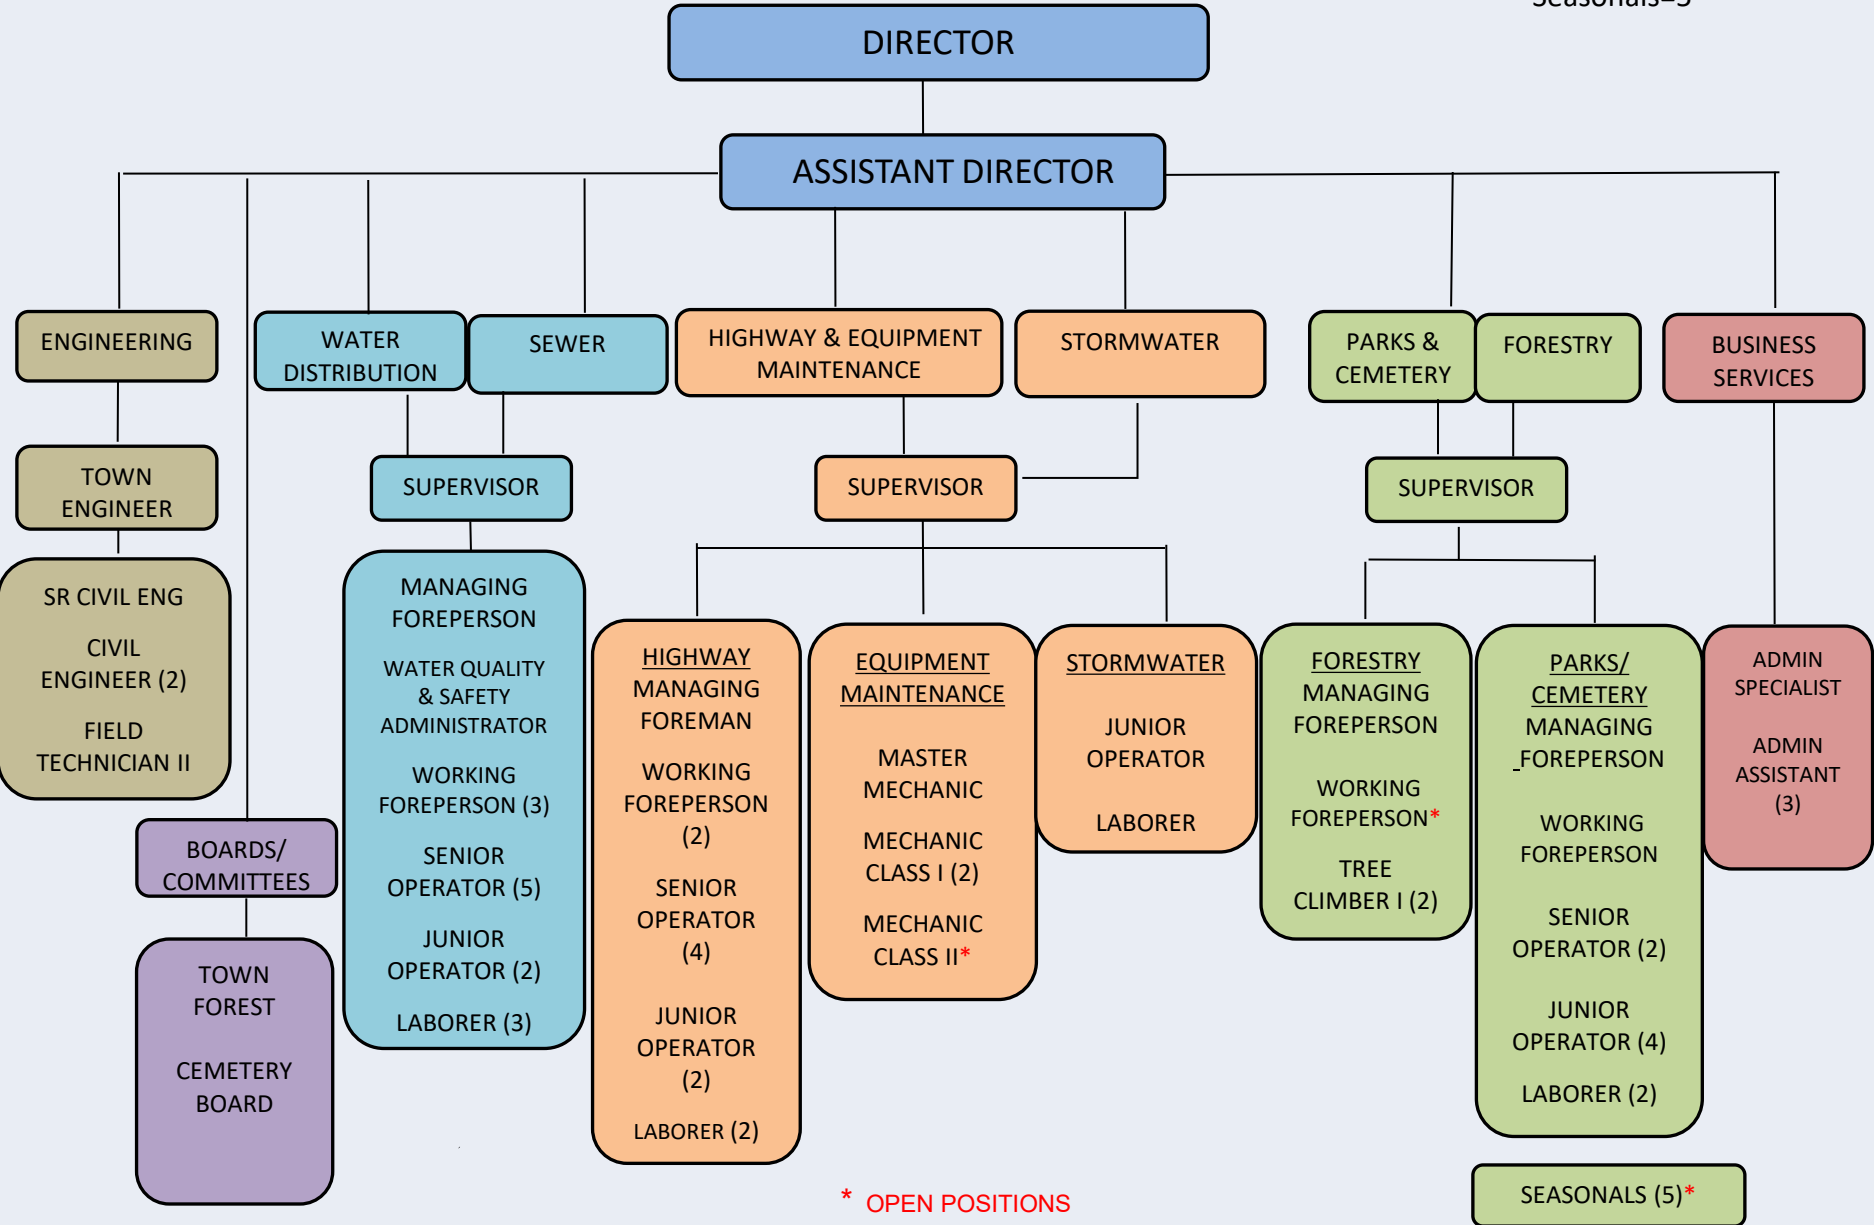 Seasonals=5
DIRECTOR
ASSISTANT DIRECTOR
ENGINEERING
WATER
DISTRIBUTION
SEWER
HIGHWAY & EQUIPMENT
MAINTENANCE
STORMWATER
PARKS &
CEMETERY
FORESTRY
BUSINESS
SERVICES
TOWN
ENGINEER
SUPERVISOR
SUPERVISOR
SUPERVISOR
SR CIVIL ENG
CIVIL
ENGINEER (2)
FIELD
TECHNICIAN II
BOARDS/
COMMITTEES
TOWN
FOREST
CEMETERY
BOARD
MANAGING
FOREPERSON
WATER QUALITY
& SAFETY
ADMINISTRATOR
WORKING
FOREPERSON (3)
SENIOR
OPERATOR (5)
JUNIOR
OPERATOR (2)
LABORER (3)
HIGHWAY
MANAGING
FOREMAN
WORKING
FOREPERSON
(2)
SENIOR
OPERATOR
(4)
JUNIOR
OPERATOR
(2)
LABORER (2)
EQUIPMENT
MAINTENANCE
MASTER
MECHANIC
MECHANIC
CLASS I (2)
MECHANIC
CLASS II*
STORMWATER
JUNIOR
OPERATOR
LABORER
FORESTRY
MANAGING
FOREPERSON
WORKING
FOREPERSON*
TREE
CLIMBER I (2)
PARKS/
CEMETERY
MANAGING
FOREPERSON
WORKING
FOREPERSON
SENIOR
OPERATOR (2)
JUNIOR
OPERATOR (4)
LABORER (2)
ADMIN
SPECIALIST
ADMIN
ASSISTANT
(3)
SEASONALS (5)*
* OPEN POSITIONS